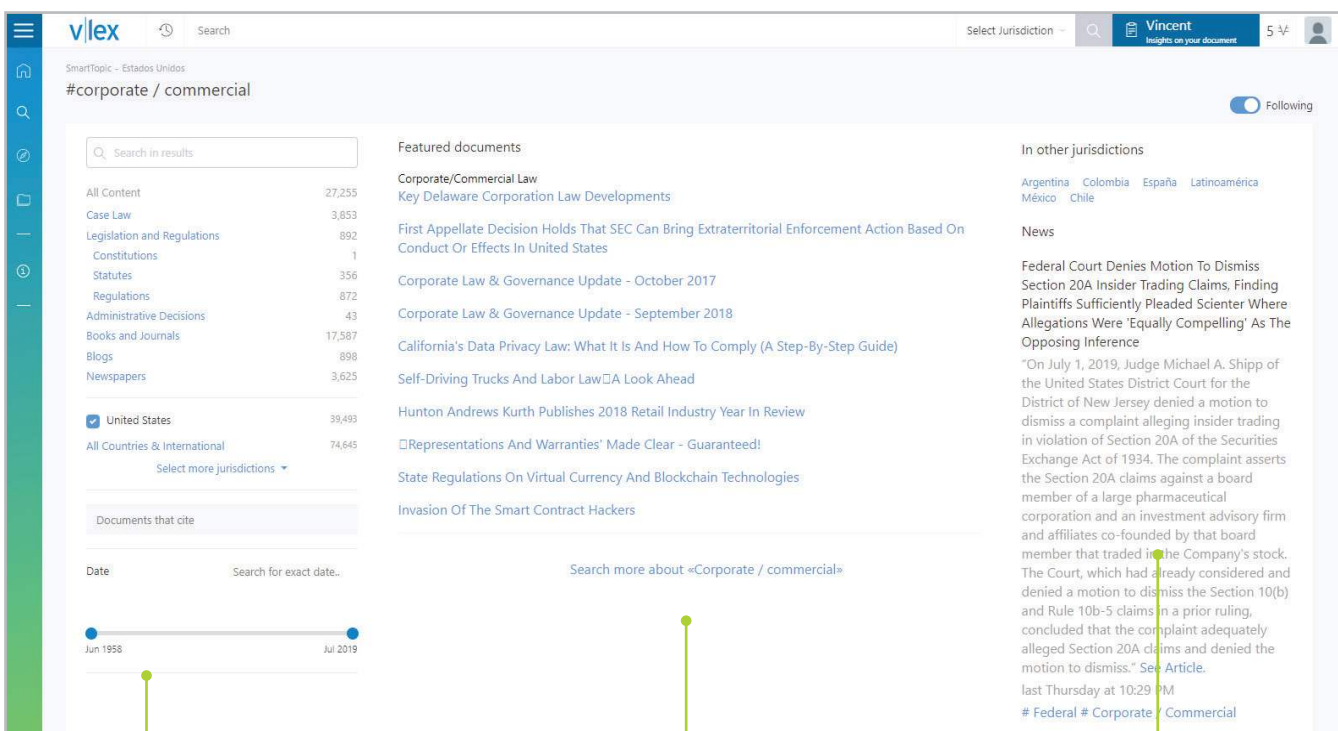 v|lex
Search
Select Jurisdiction
Vincent
Insights on your document
5
SmartTopic - Estados Unidos
#corporate / commercial
Following
Search in results
All Content 27,255
Case Law 3,853
Legislation and Regulations 892
Constitutions 1
Statutes 356
Regulations 872
Administrative Decisions 43
Books and Journals 17,587
Blogs 898
Newspapers 3,625
United States 39,493
All Countries & International 74,645
Select more jurisdictions
Documents that cite
Date Search for exact date..
Jun 1958 Jul 2019
Featured documents
Corporate/Commercial Law
Key Delaware Corporation Law Developments
First Appellate Decision Holds That SEC Can Bring Extraterritorial Enforcement Action Based On
Conduct Or Effects In United States
Corporate Law & Governance Update - October 2017
Corporate Law & Governance Update - September 2018
California's Data Privacy Law: What It Is And How To Comply (A Step-By-Step Guide)
Self-Driving Trucks And Labor Law□A Look Ahead
Hunton Andrews Kurth Publishes 2018 Retail Industry Year In Review
□Representations And Warranties' Made Clear - Guaranteed!
State Regulations On Virtual Currency And Blockchain Technologies
Invasion Of The Smart Contract Hackers
Search more about «Corporate / commercial»
In other jurisdictions
Argentina Colombia España Latinoamérica
México Chile
News
Federal Court Denies Motion To Dismiss
Section 20A Insider Trading Claims, Finding
Plaintiffs Sufficiently Pleaded Scienter Where
Allegations Were 'Equally Compelling' As The
Opposing Inference
"On July 1, 2019, Judge Michael A. Shipp of
the United States District Court for the
District of New Jersey denied a motion to
dismiss a complaint alleging insider trading
in violation of Section 20A of the Securities
Exchange Act of 1934. The complaint asserts
the Section 20A claims against a board
member of a large pharmaceutical
corporation and an investment advisory firm
and affiliates co-founded by that board
member that traded in the Company's stock.
The Court, which had already considered and
denied a motion to dismiss the Section 10(b)
and Rule 10b-5 claims in a prior ruling,
concluded that the complaint adequately
alleged Section 20A claims and denied the
motion to dismiss." See Article.
last Thursday at 10:29 PM
# Federal # Corporate / Commercial